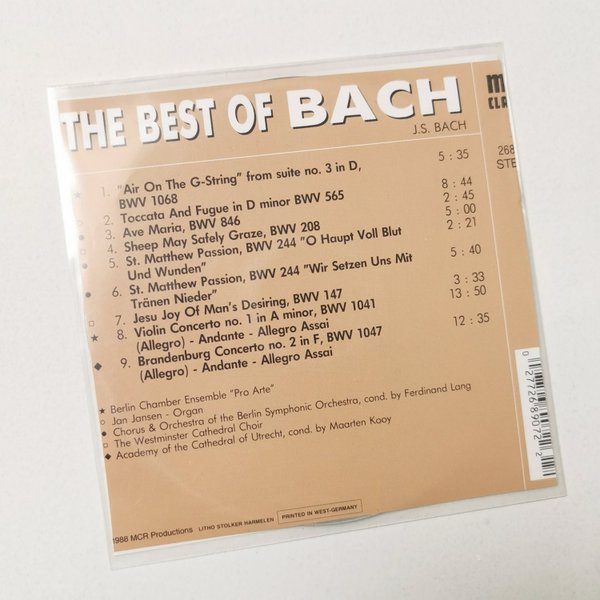 THE BEST OF BACH
J.S. BACH
★ 1. "Air On The G-String" from suite no. 3 in D, 5 : 35
BWV 1068
○ 2. Toccata And Fugue in D minor BWV 565 8 : 44
3. Ave Maria, BWV 846 2 : 45
4. Sheep May Safely Graze, BWV 208 5 : 00
5. St. Matthew Passion, BWV 244 "O Haupt Voll Blut 2 : 21
Und Wunden"
● 6. St. Matthew Passion, BWV 244 "Wir Setzen Uns Mit 5 : 40
Tränen Nieder"
□ 7. Jesu Joy Of Man's Desiring, BWV 147 3 : 33
★ 8. Violin Concerto no. 1 in A minor, BWV 1041 13 : 50
(Allegro) - Andante - Allegro Assai
◆ 9. Brandenburg Concerto no. 2 in F, BWV 1047 12 : 35
(Allegro) - Andante - Allegro Assai
★ Berlin Chamber Ensemble "Pro Arte"
○ Jan Jansen - Organ
● Chorus & Orchestra of the Berlin Symphonic Orchestra, cond. by Ferdinand Lang
□ The Westminster Cathedral Choir
◆ Academy of the Cathedral of Utrecht, cond. by Maarten Kooy
1988 MCR Productions LITHO STOLKER HARMELEN PRINTED IN WEST-GERMANY
m
CLA
268
STE
0 27726 89072 2